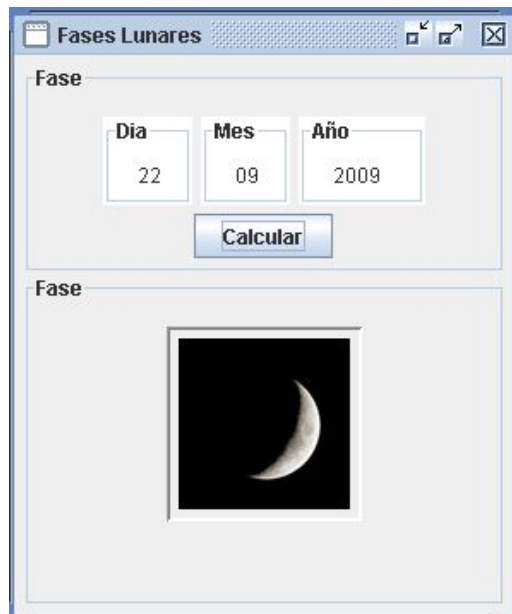 Fases Lunares
Fase
Dia Mes Año
22 09 2009
Calcular
Fase